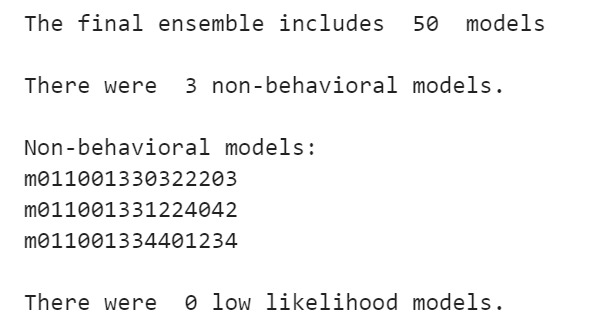 The final ensemble includes  50  models
There were  3 non-behavioral models.
Non-behavioral models:
m011001330322203
m011001331224042
m011001334401234
There were  0 low likelihood models.